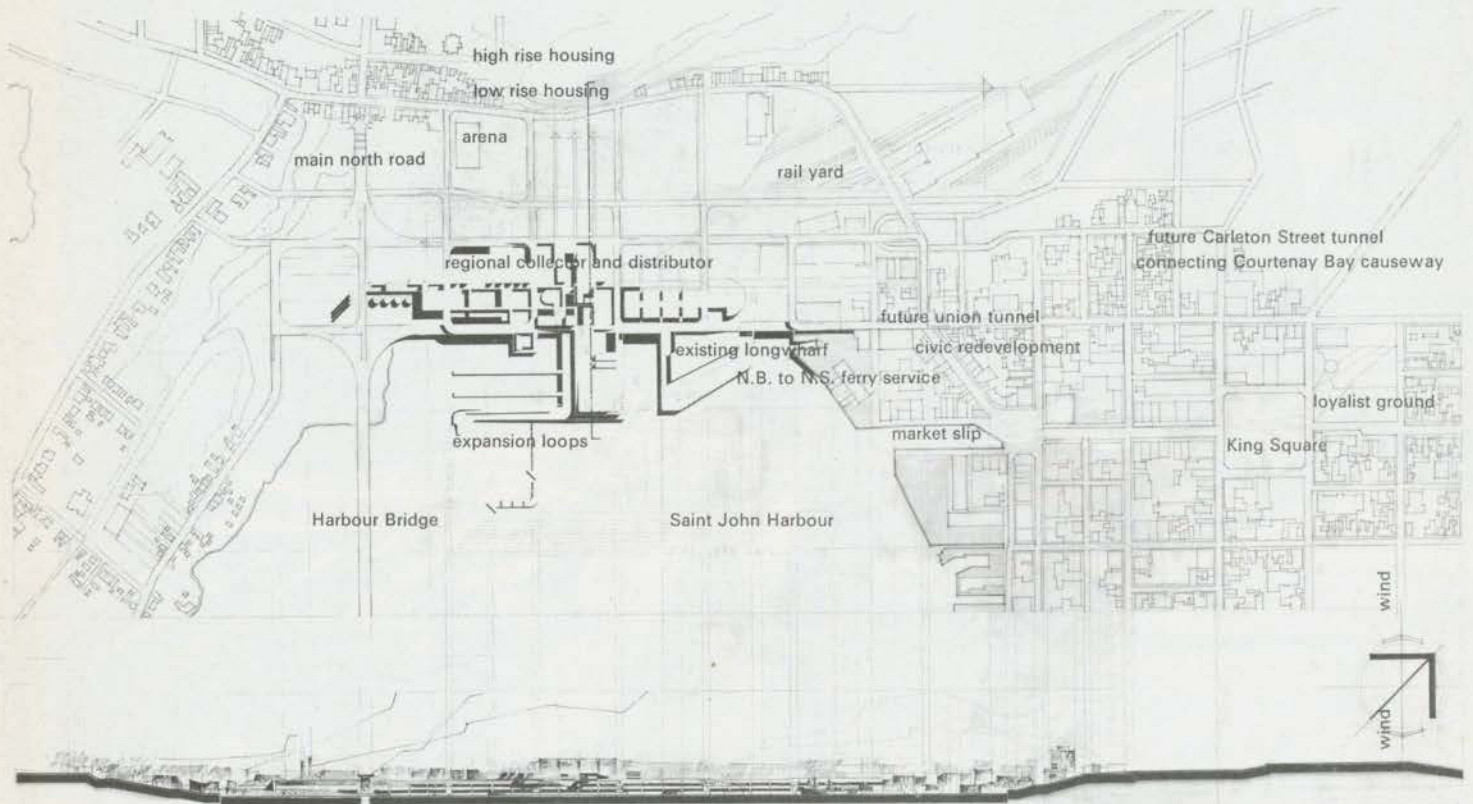 high rise housing
low rise housing
arena
main north road
rail yard
future Carleton Street tunnel
connecting Courtenay Bay causeway
regional collector and distributor
future union tunnel
existing longwharf
civic redevelopment
N.B. to N.S. ferry service
loyalist ground
market slip
King Square
expansion loops
Harbour Bridge
Saint John Harbour
wind
wind